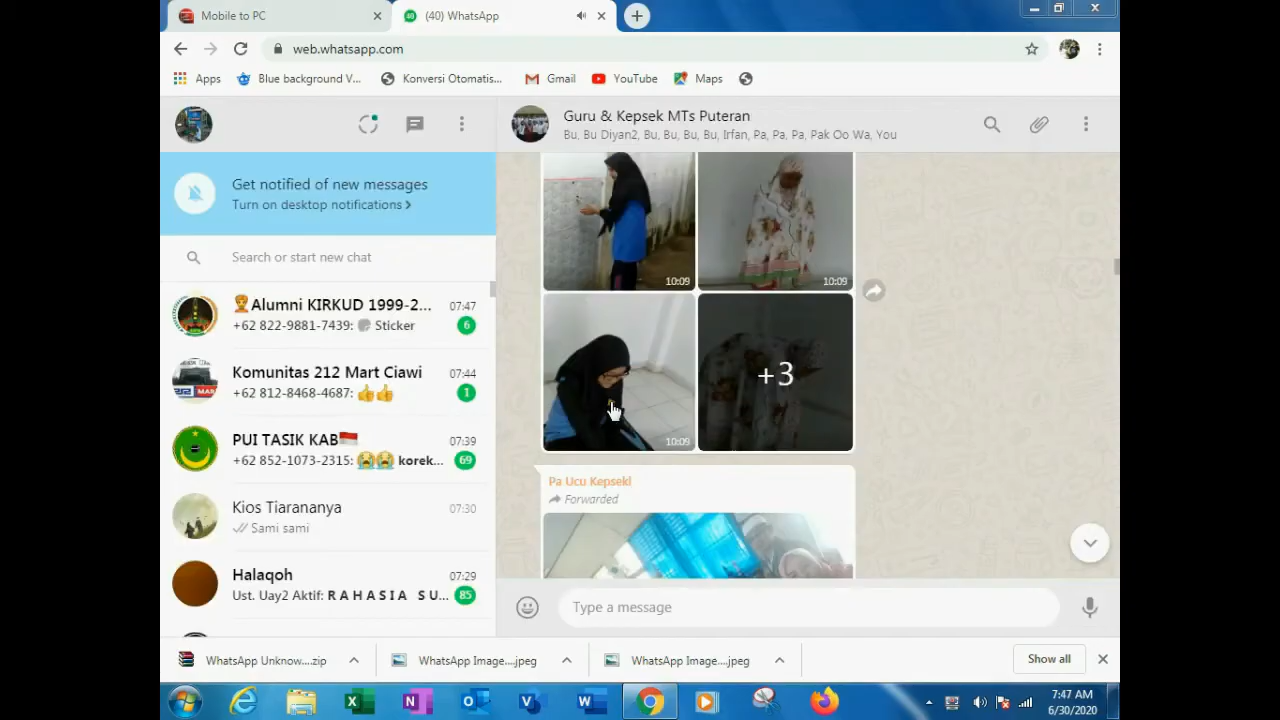 Mobile to PC
(40) WhatsApp
web.whatsapp.com
Apps
Blue background V...
Konversi Otomatis...
Gmail
YouTube
Maps
Get notified of new messages
Turn on desktop notifications >
Search or start new chat
Alumni KIRKUD 1999-2...
07:47
+62 822-9881-7439: Sticker
6
Komunitas 212 Mart Ciawi
07:44
+62 812-8468-4687: 👍👍
1
PUI TASIK KAB🇮🇩
07:39
+62 852-1073-2315: 😭😭 korek...
69
Kios Tiarananya
07:30
Sami sami
Halaqoh
07:29
Ust. Uay2 Aktif: R A H A S I A S U...
85
Guru & Kepsek MTs Puteran
Bu, Bu Diyan2, Bu, Bu, Bu, Bu, Irfan, Pa, Pa, Pa, Pak Oo Wa, You
10:09
10:09
10:09
+3
Pa Ucu KepsekI
Forwarded
Type a message
WhatsApp Unknow....zip
WhatsApp Image....jpeg
WhatsApp Image....jpeg
Show all
7:47 AM
6/30/2020